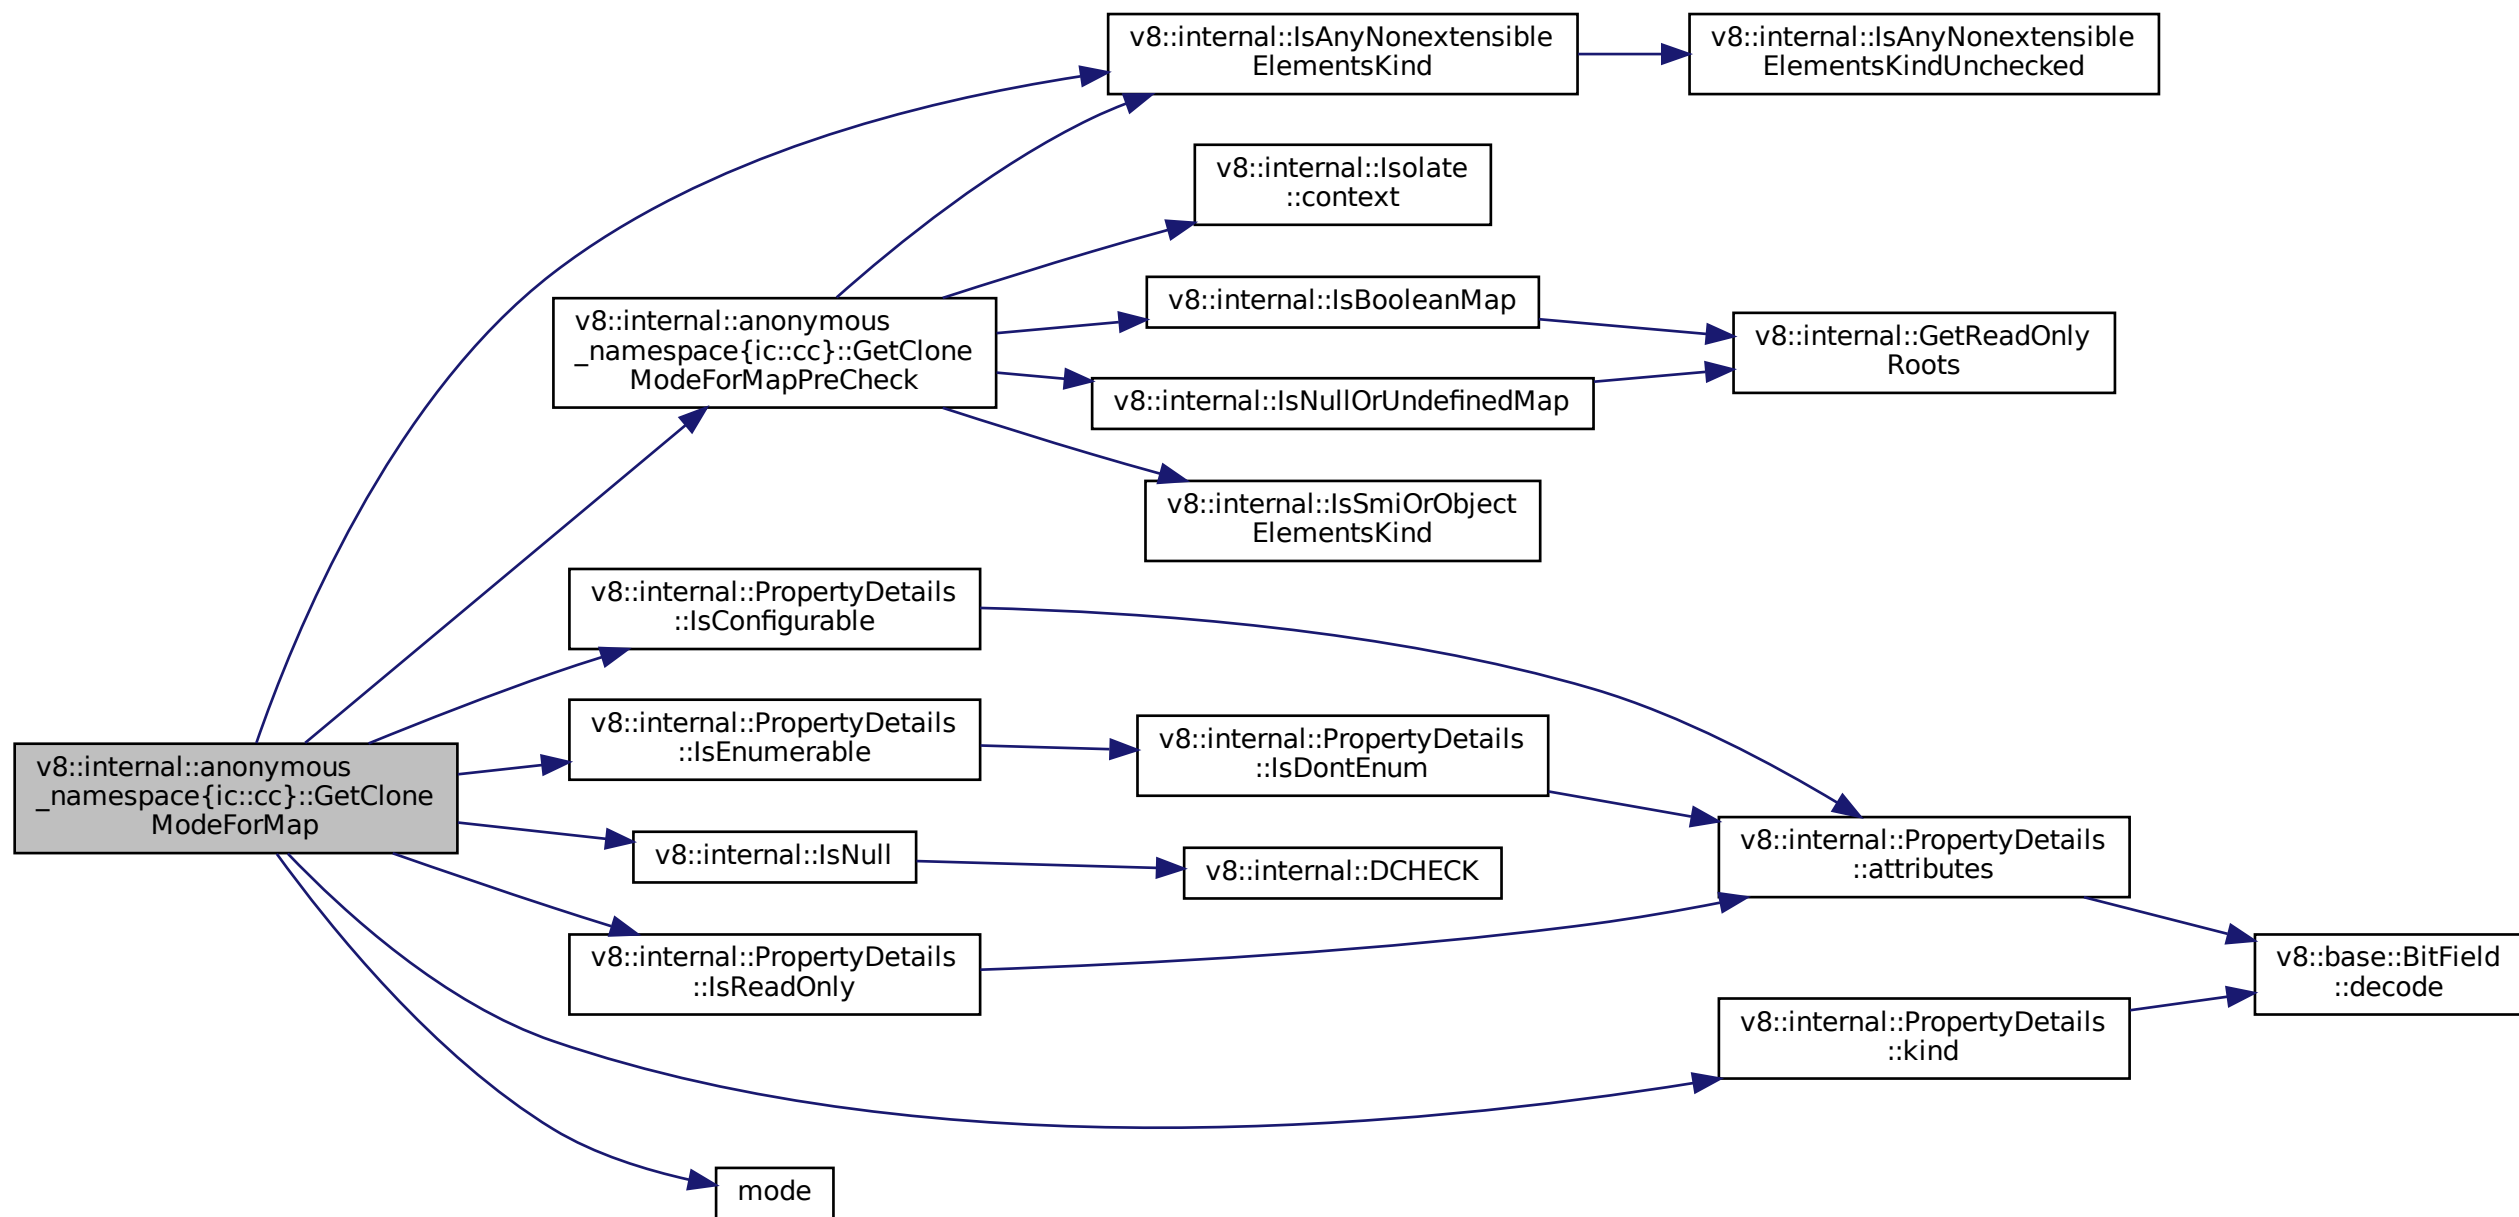 v8::internal::IsAnyNonextensible
ElementsKind
v8::internal::IsAnyNonextensible
ElementsKindUnchecked
v8::internal::Isolate
::context
v8::internal::IsBooleanMap
v8::internal::anonymous
_namespace{ic::cc}::GetClone
ModeForMapPreCheck
v8::internal::GetReadOnly
Roots
v8::internal::IsNullOrUndefinedMap
v8::internal::IsSmiOrObject
ElementsKind
v8::internal::PropertyDetails
::IsConfigurable
v8::internal::PropertyDetails
::IsEnumerable
v8::internal::PropertyDetails
::IsDontEnum
v8::internal::anonymous
_namespace{ic::cc}::GetClone
ModeForMap
v8::internal::IsNull
v8::internal::DCHECK
v8::internal::PropertyDetails
::attributes
v8::internal::PropertyDetails
::IsReadOnly
v8::base::BitField
::decode
v8::internal::PropertyDetails
::kind
mode